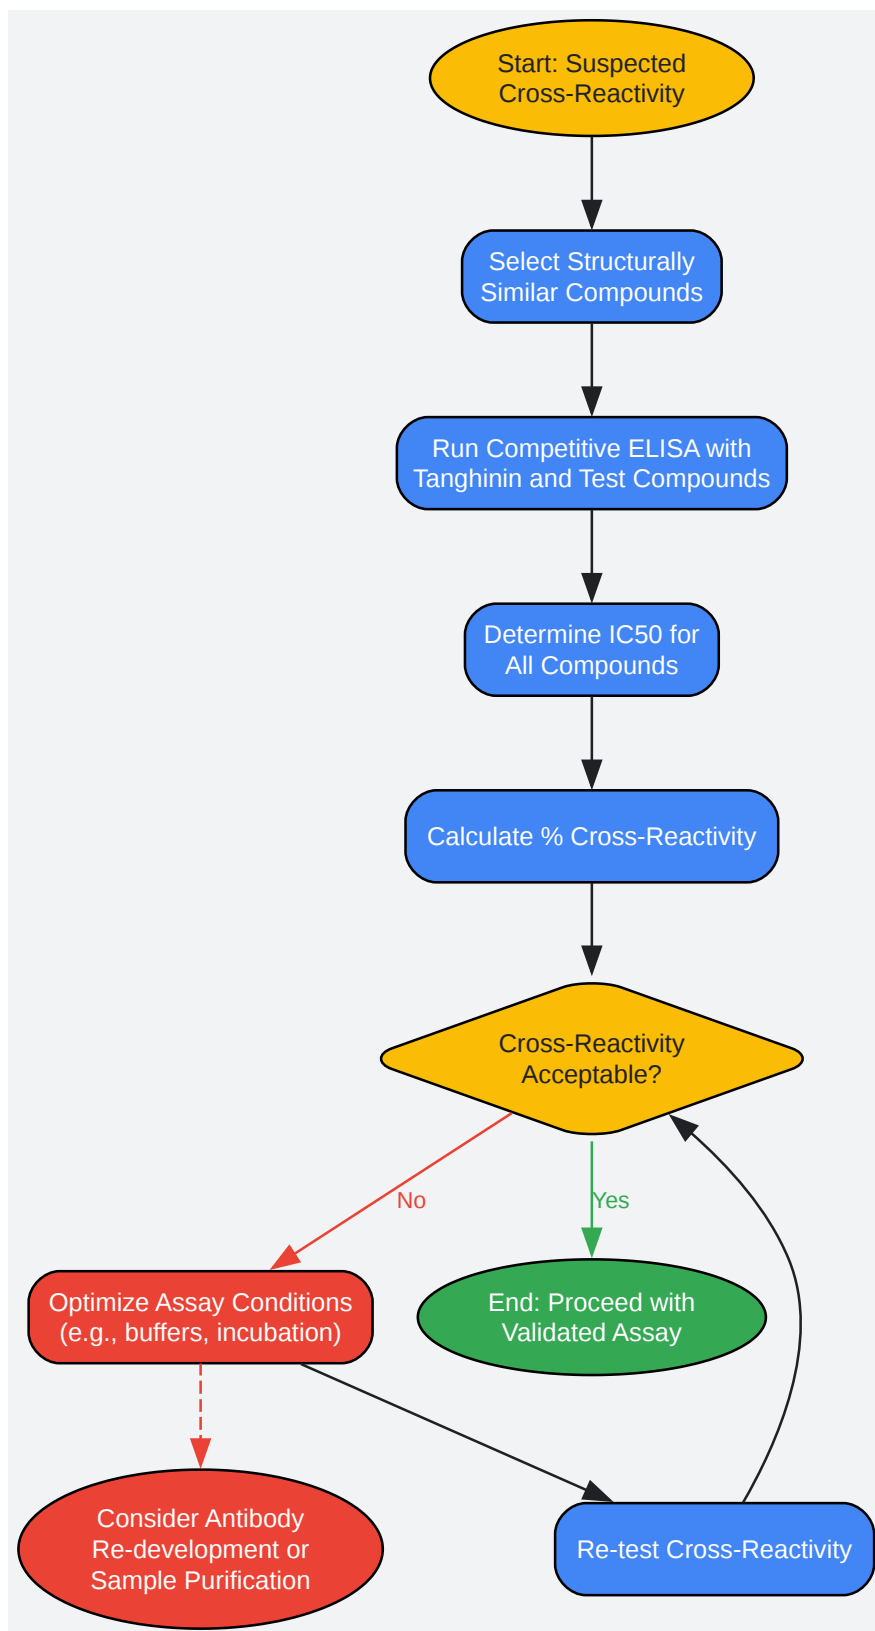 Start: Suspected
Cross-Reactivity
Select Structurally
Similar Compounds
Run Competitive ELISA with
Tanghinin and Test Compounds
Determine IC50 for
All Compounds
Calculate % Cross-Reactivity
Cross-Reactivity
Acceptable?
No
Yes
Optimize Assay Conditions
(e.g., buffers, incubation)
End: Proceed with
Validated Assay
Consider Antibody
Re-development or
Sample Purification
Re-test Cross-Reactivity